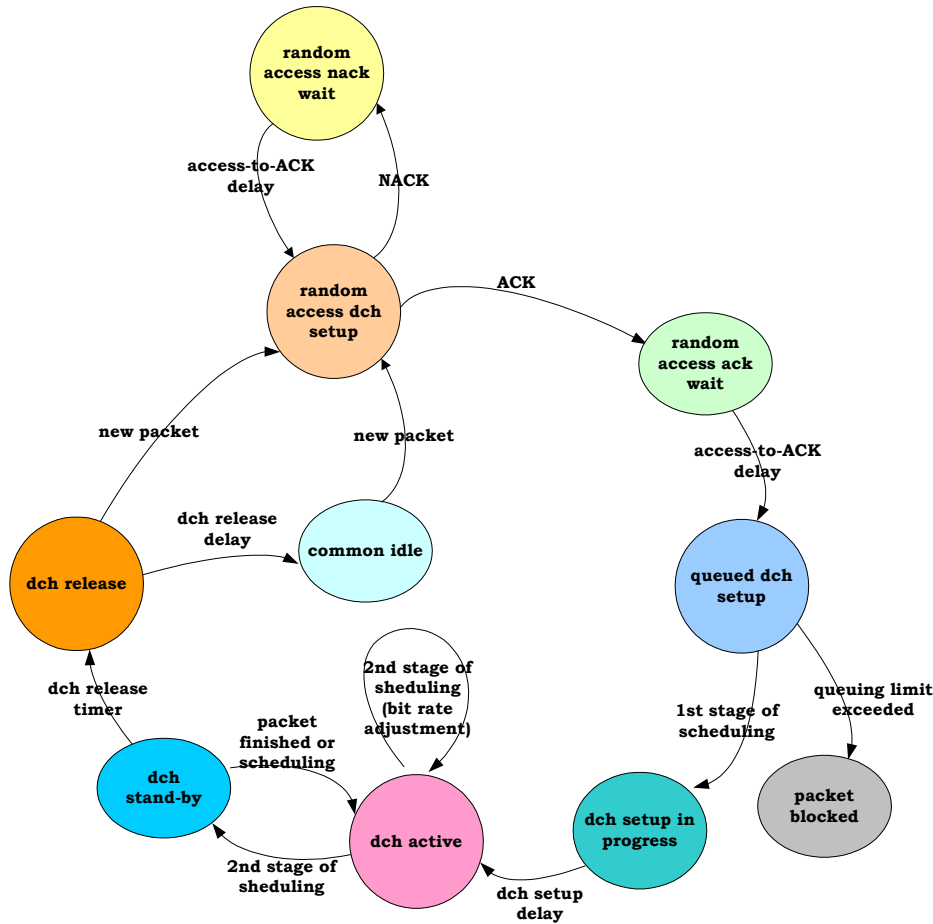 random
access nack
wait
access-to-ACK
delay
NACK
random
access dch
setup
ACK
random
access ack
wait
new packet
new packet
access-to-ACK
delay
dch release
delay
dch release
common idle
queued dch
setup
2nd stage of
sheduling
(bit rate
adjustment)
dch release
timer
packet
finished or
scheduling
1st stage of
scheduling
queuing limit
exceeded
dch
stand-by
dch active
dch setup in
progress
packet
blocked
2nd stage of
sheduling
dch setup
delay